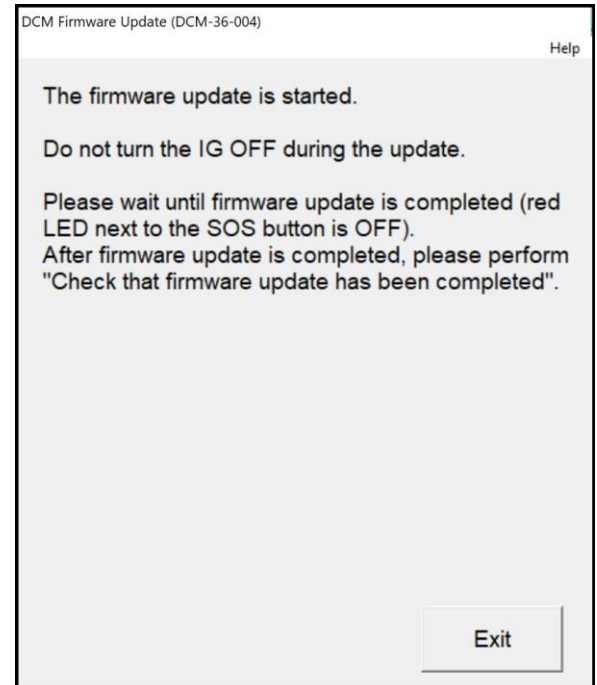 DCM Firmware Update (DCM-36-004)
Help
The firmware update is started.
Do not turn the IG OFF during the update.
Please wait until firmware update is completed (red
LED next to the SOS button is OFF).
After firmware update is completed, please perform
"Check that firmware update has been completed".
Exit